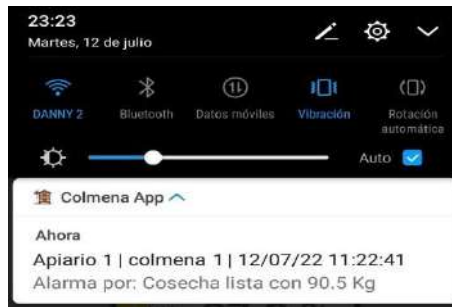 23:23
Martes, 12 de julio
DANNY 2
Bluetooth
Datos móviles
Vibración
Rotación
automática
Auto
Colmena App
Ahora
Apiario 1 | colmena 1 | 12/07/22 11:22:41
Alarma por: Cosecha lista con 90.5 Kg